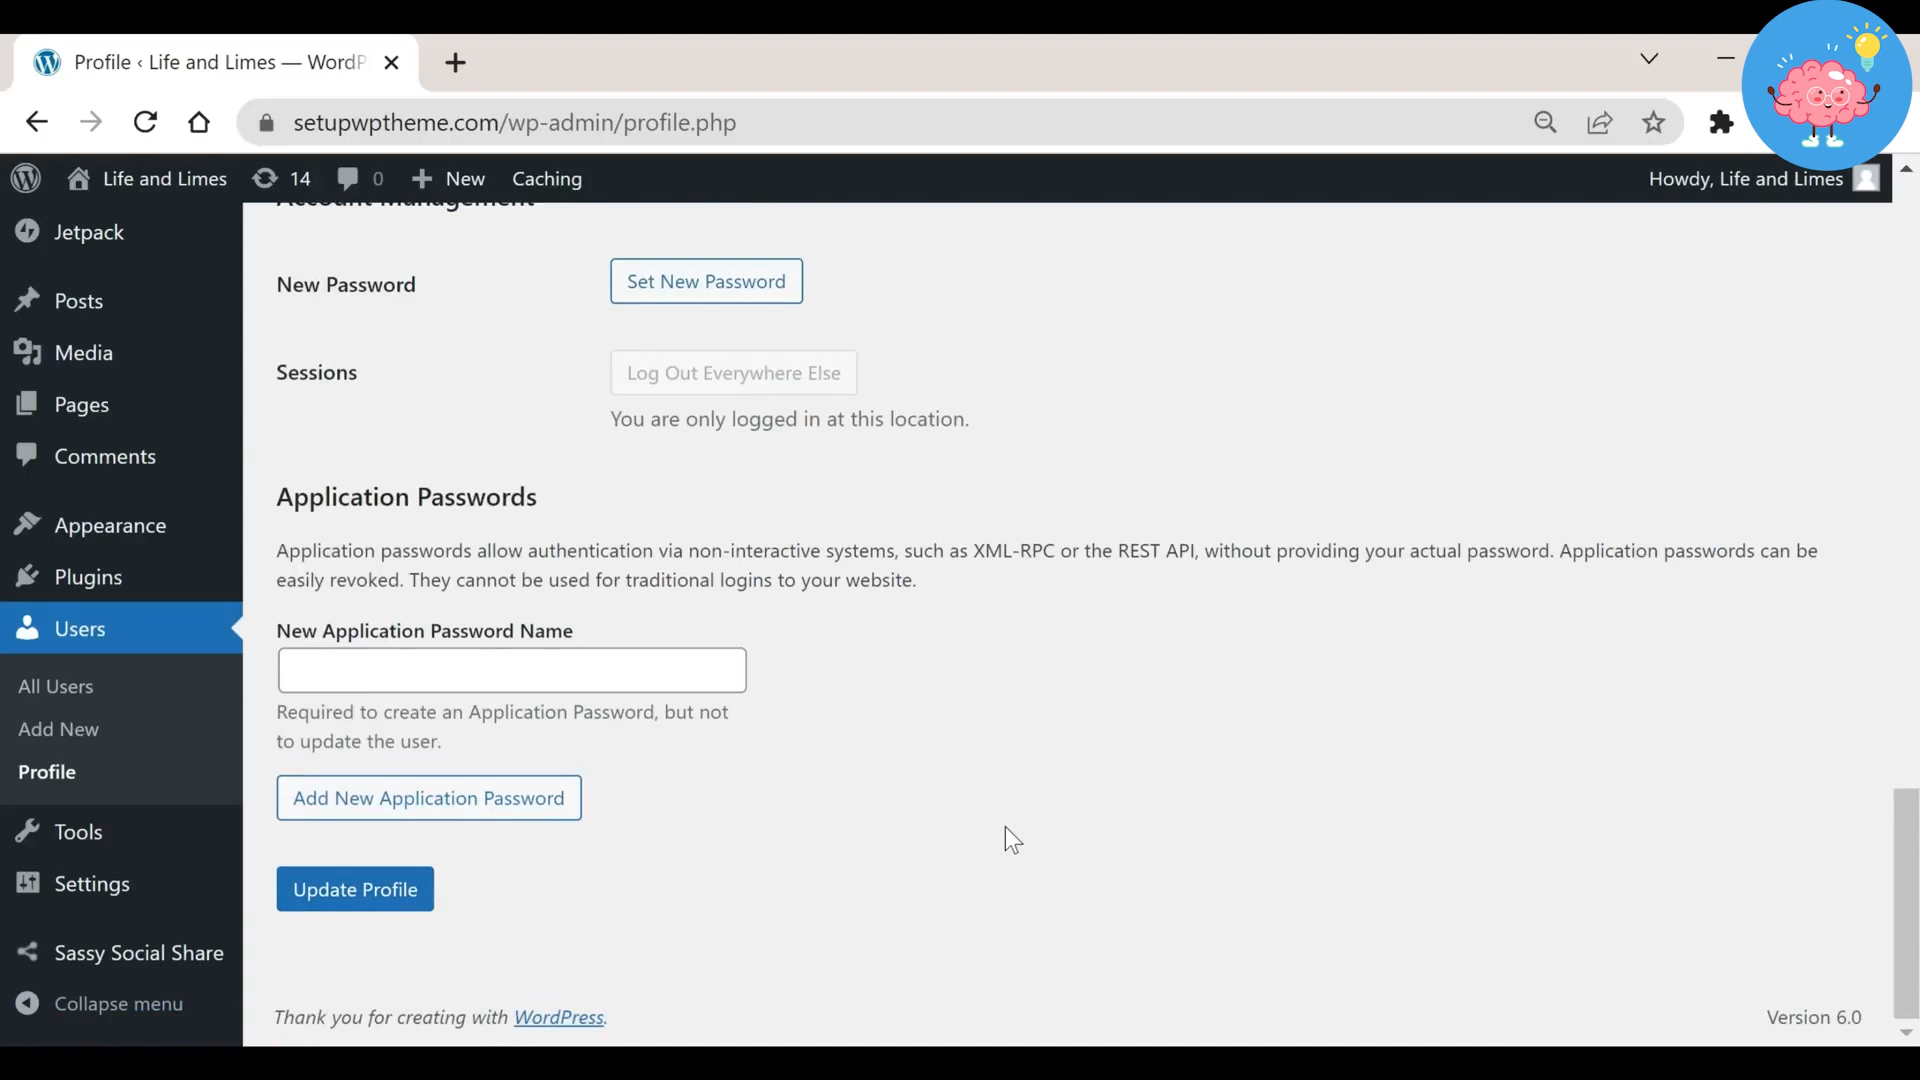 Profile ‹ Life and Limes — WordP
setupwptheme.com/wp-admin/profile.php
Life and Limes 14 0 New Caching Howdy, Life and Limes
Jetpack
Posts
Media
Pages
Comments
Appearance
Plugins
Users
All Users
Add New
Profile
Tools
Settings
Sassy Social Share
Collapse menu
Account Management
New Password Set New Password
Sessions Log Out Everywhere Else
You are only logged in at this location.
Application Passwords
Application passwords allow authentication via non-interactive systems, such as XML-RPC or the REST API, without providing your actual password. Application passwords can be
easily revoked. They cannot be used for traditional logins to your website.
New Application Password Name
Required to create an Application Password, but not
to update the user.
Add New Application Password
Update Profile
Thank you for creating with WordPress.
Version 6.0